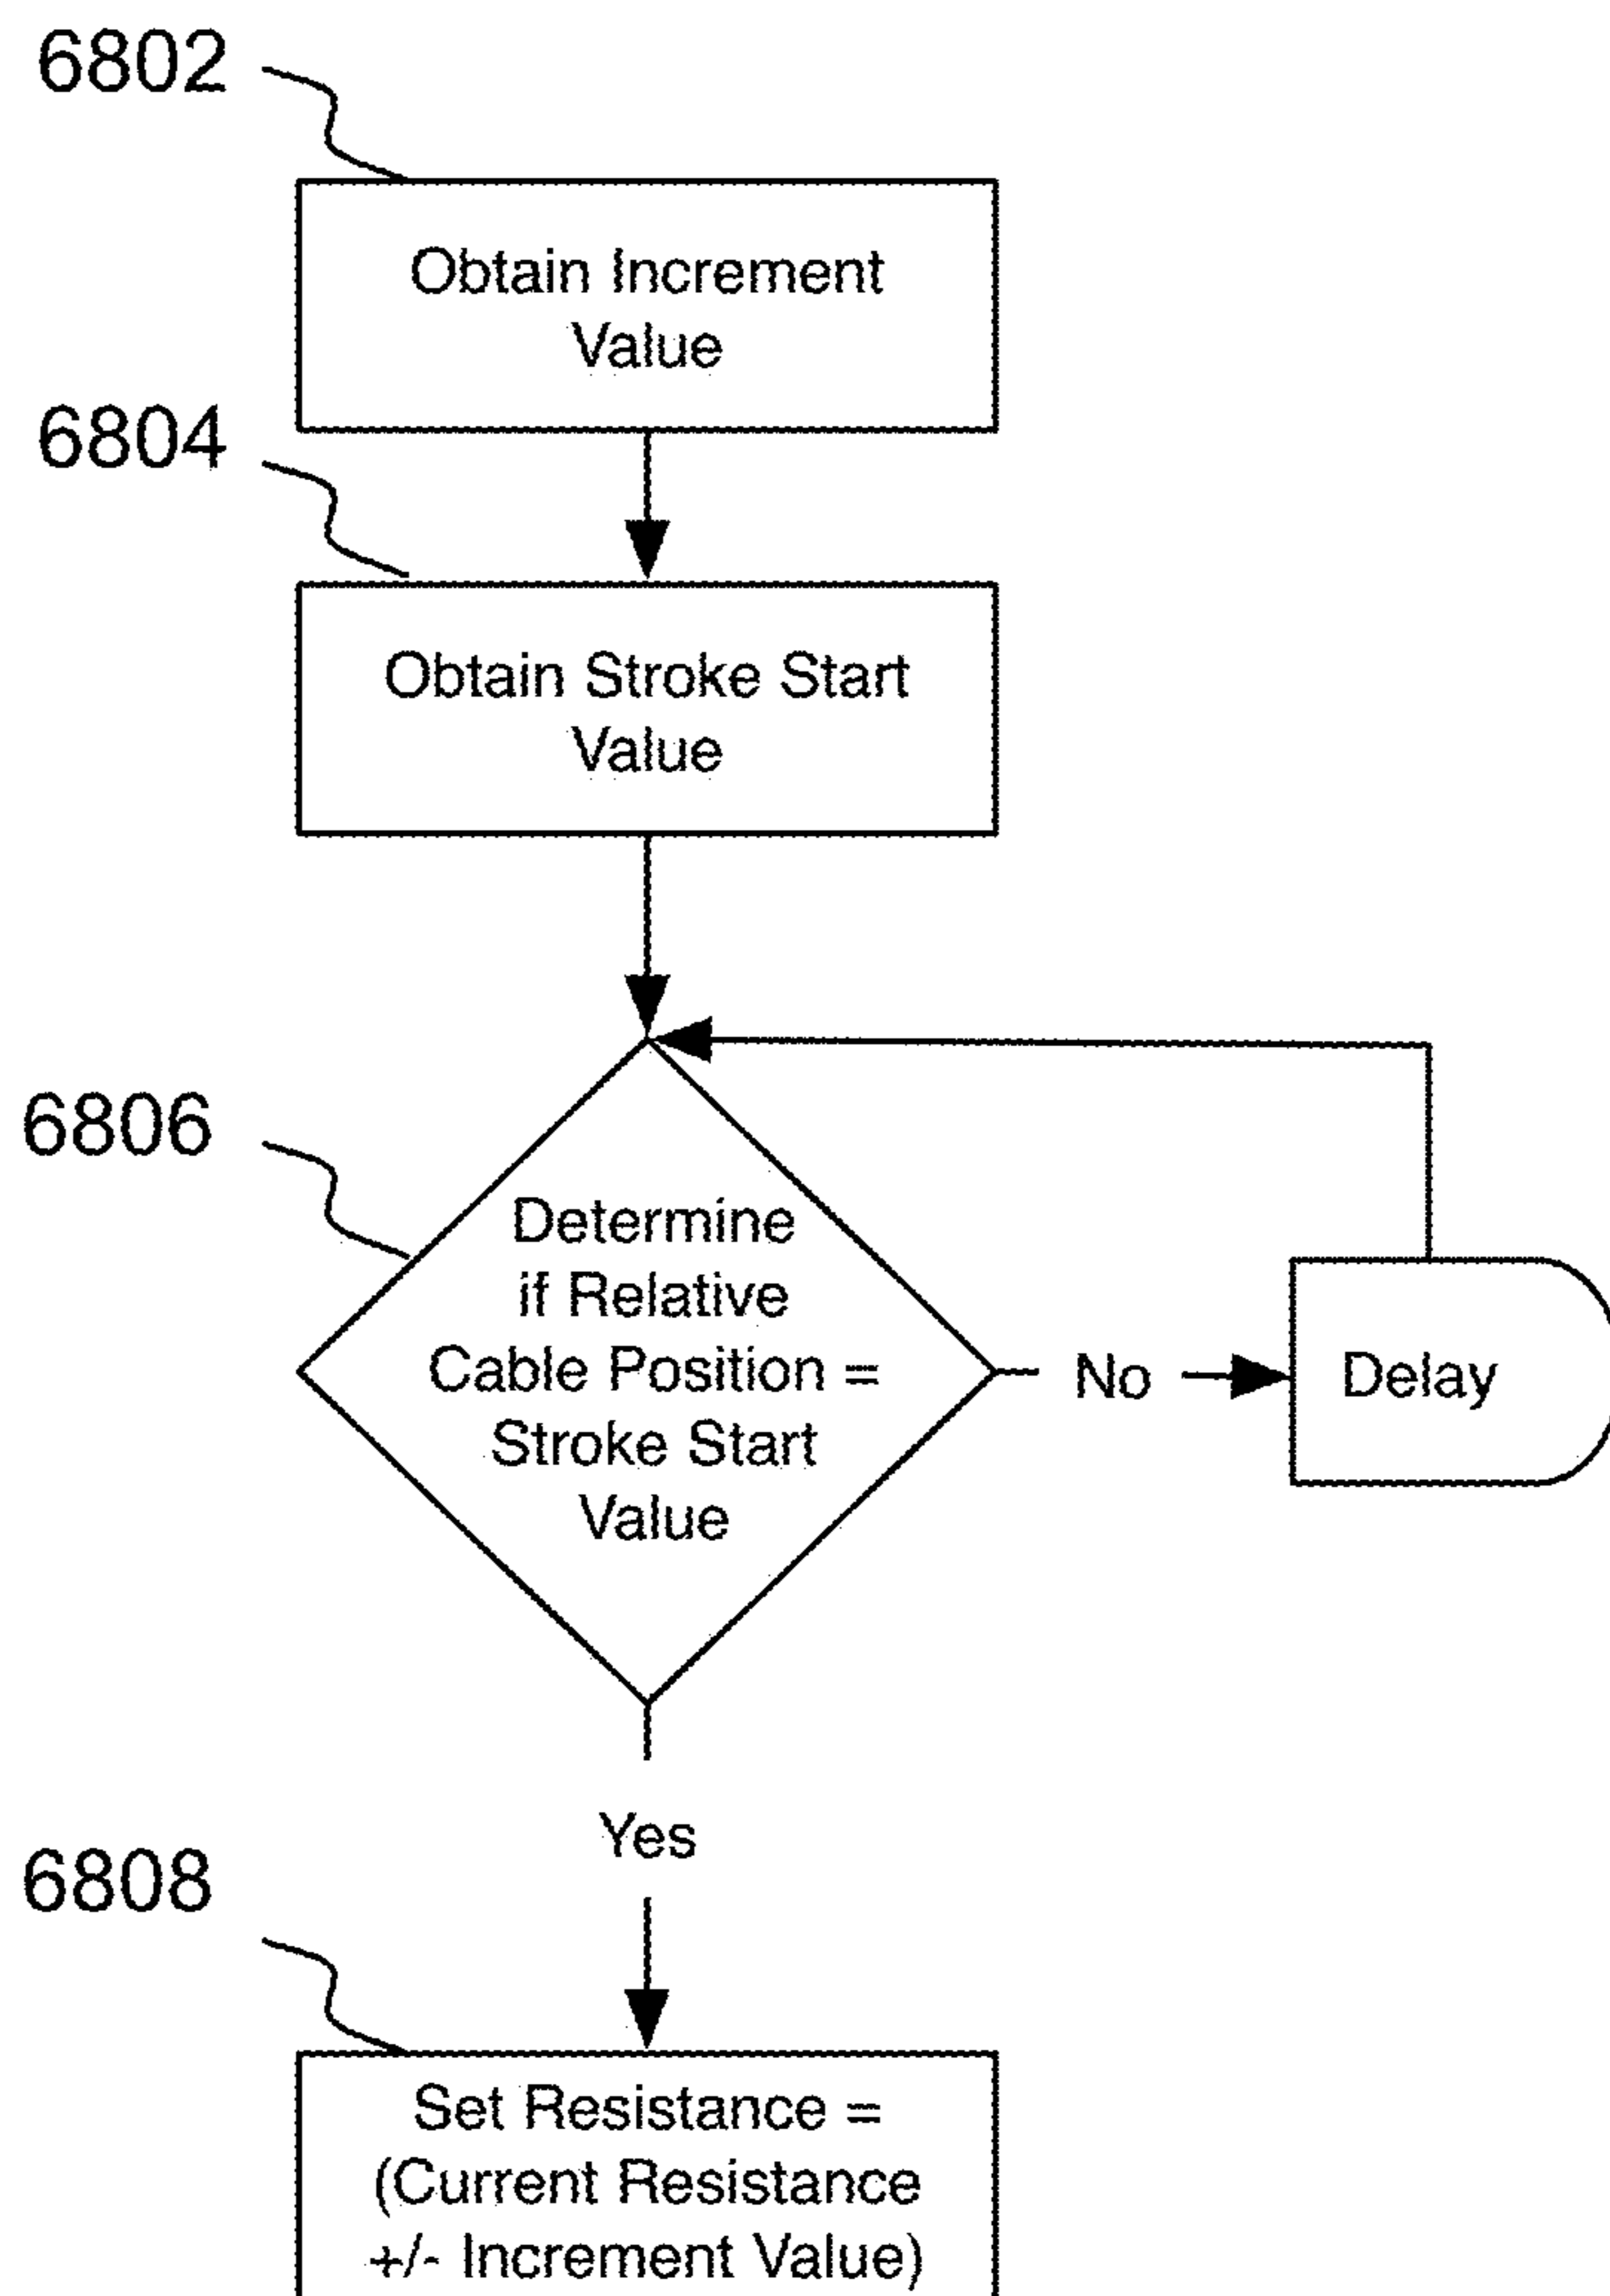 6802
Obtain Increment
Value
6804
Obtain Stroke Start
Value
6806
Determine
if Relative
Cable Position =
Stroke Start
Value
No
Delay
Yes
6808
Set Resistance =
(Current Resistance
+/- Increment Value)